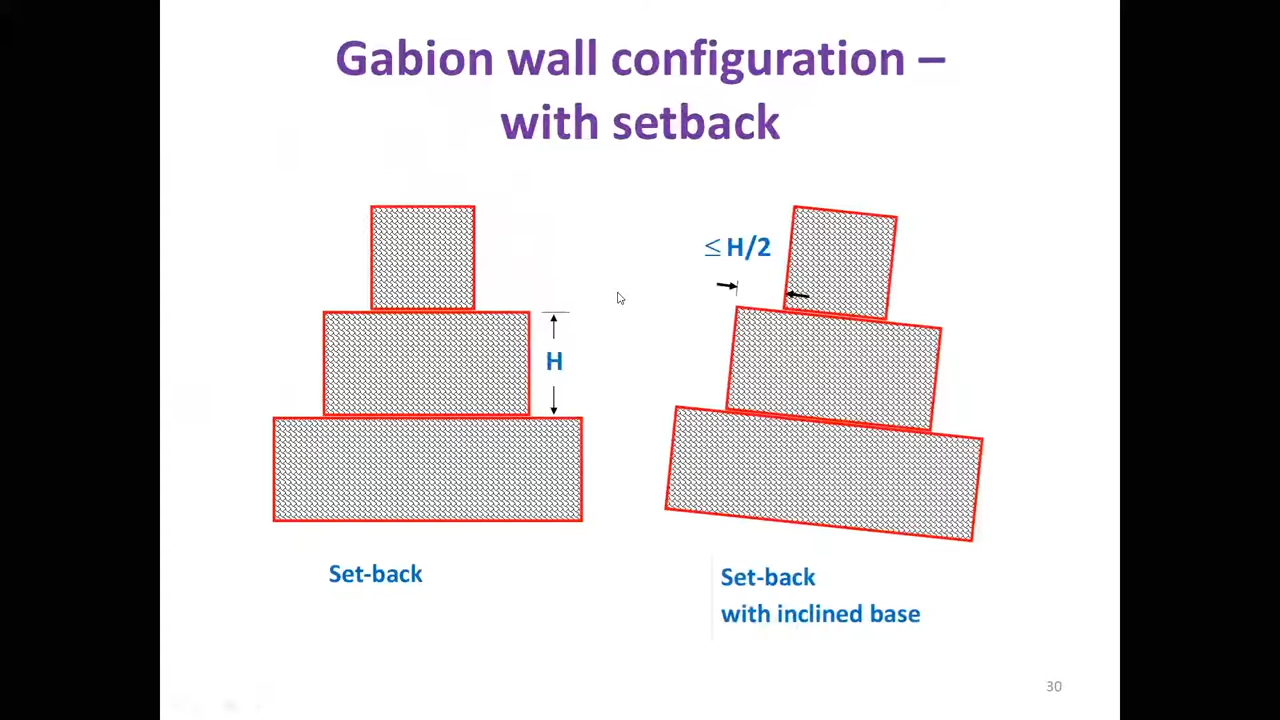 Gabion wall configuration –
with setback
≤ H/2
H
Set-back
Set-back
with inclined base
30